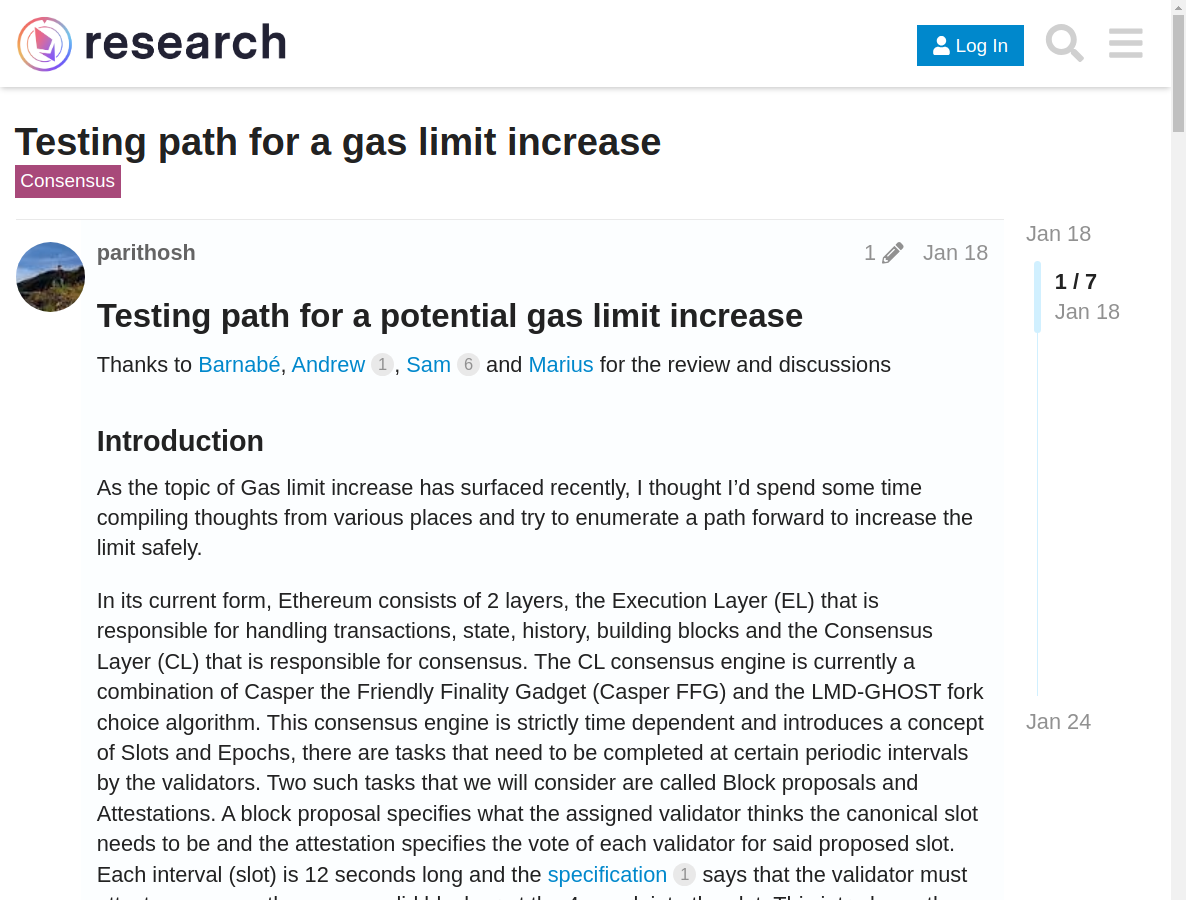 research
Log In
Testing path for a gas limit increase
Consensus
parithosh
1
Jan 18
Testing path for a potential gas limit increase
Thanks to Barnabé, Andrew 1, Sam 6 and Marius for the review and discussions
Introduction
As the topic of Gas limit increase has surfaced recently, I thought I’d spend some time
compiling thoughts from various places and try to enumerate a path forward to increase the
limit safely.
In its current form, Ethereum consists of 2 layers, the Execution Layer (EL) that is
responsible for handling transactions, state, history, building blocks and the Consensus
Layer (CL) that is responsible for consensus. The CL consensus engine is currently a
combination of Casper the Friendly Finality Gadget (Casper FFG) and the LMD-GHOST fork
choice algorithm. This consensus engine is strictly time dependent and introduces a concept
of Slots and Epochs, there are tasks that need to be completed at certain periodic intervals
by the validators. Two such tasks that we will consider are called Block proposals and
Attestations. A block proposal specifies what the assigned validator thinks the canonical slot
needs to be and the attestation specifies the vote of each validator for said proposed slot.
Each interval (slot) is 12 seconds long and the specification 1 says that the validator must
Jan 18
1 / 7
Jan 18
Jan 24